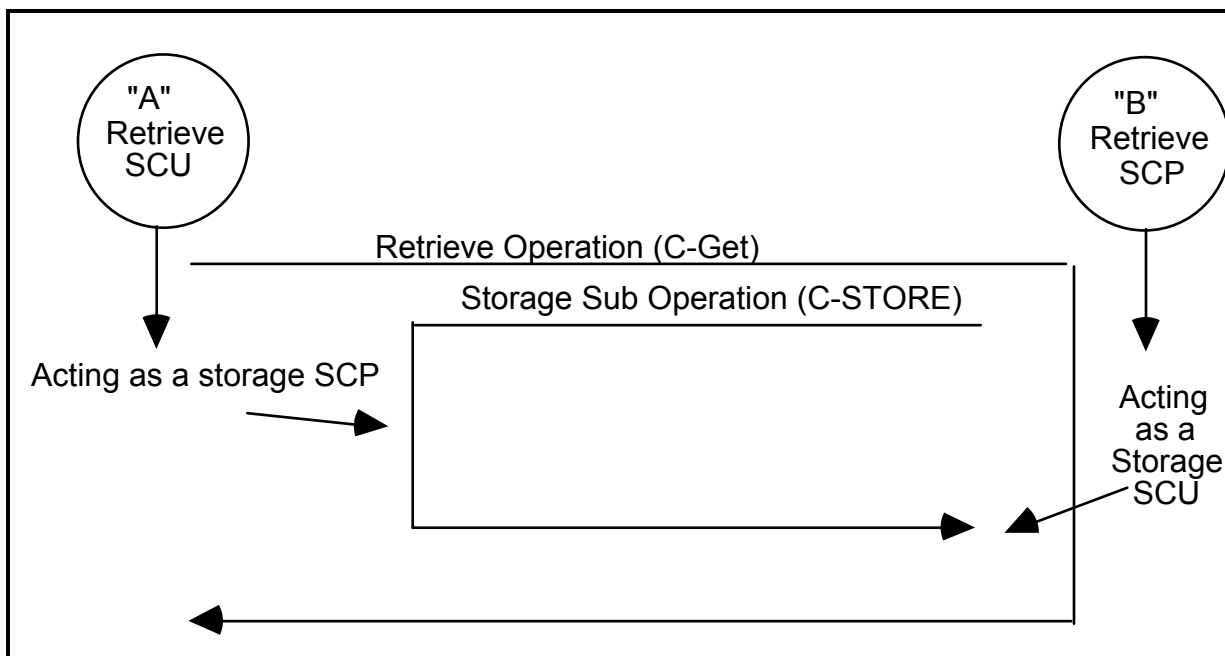 "A"
Retrieve
SCU
"B"
Retrieve
SCP
Retrieve Operation (C-Get)
Storage Sub Operation (C-STORE)
Acting as a storage SCP
Acting
as a
Storage
SCU